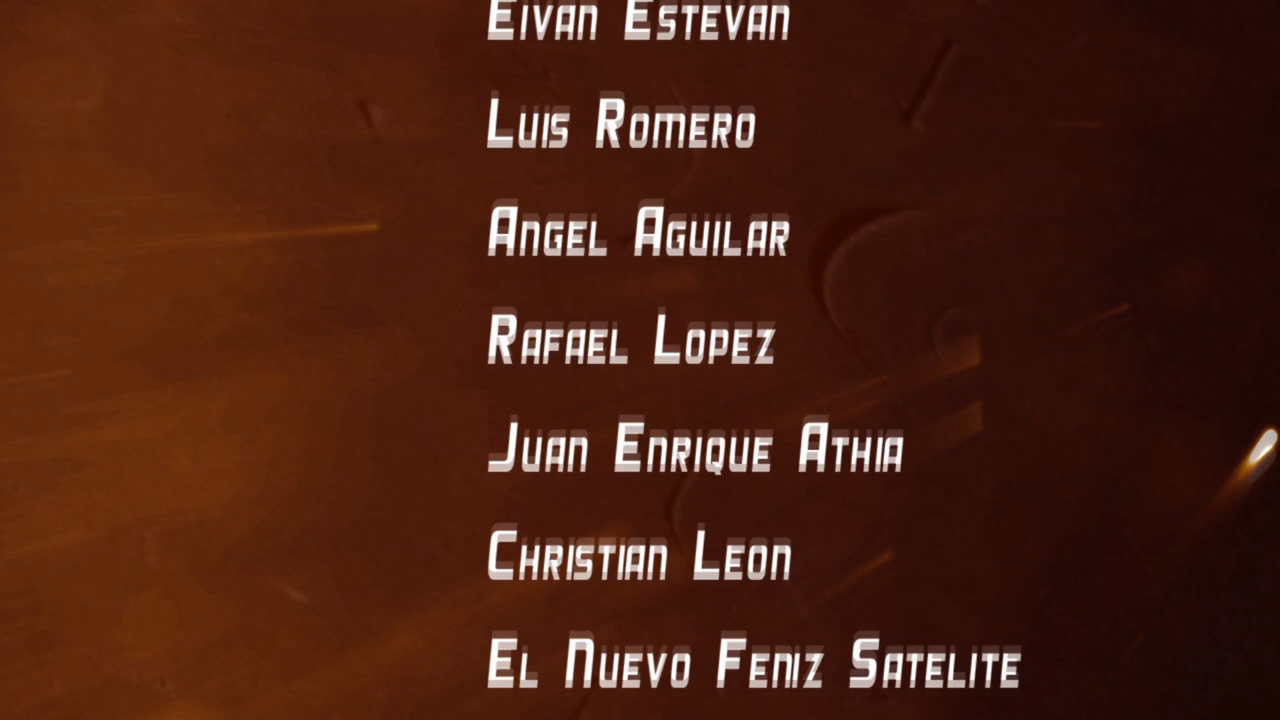 Eivan Estevan
Luis Romero
Angel Aguilar
Rafael Lopez
Juan Enrique Athia
Christian Leon
El Nuevo Feniz Satelite